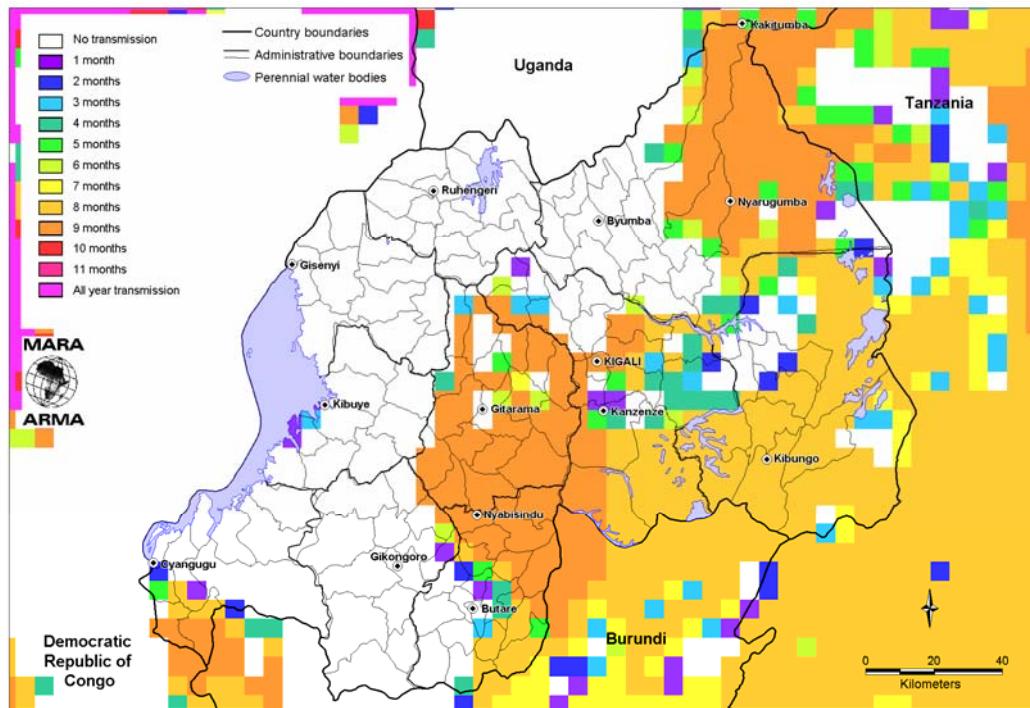 No transmission
1 month
2 months
3 months
4 months
5 months
6 months
7 months
8 months
9 months
10 months
11 months
All year transmission
Country boundaries
Administrative boundaries
Perennial water bodies
MARA
ARMA
Uganda
Kakitumba
Tanzania
Ruhengeri
Byumba
Nyarugumba
Gisenyi
KIGALI
Kibuye
Gitarama
Kanzenze
Kibungo
Nyabisindu
Cyangugu
Gikongoro
Butare
Democratic
Republic of
Congo
Burundi
0 20 40
Kilometers